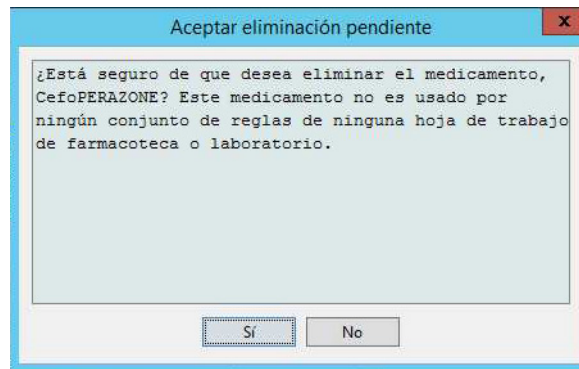 Aceptar eliminación pendiente
x
¿Está seguro de que desea eliminar el medicamento,
CefoPERAZONE? Este medicamento no es usado por
ningún conjunto de reglas de ninguna hoja de trabajo
de farmacoteca o laboratorio.
Sí No